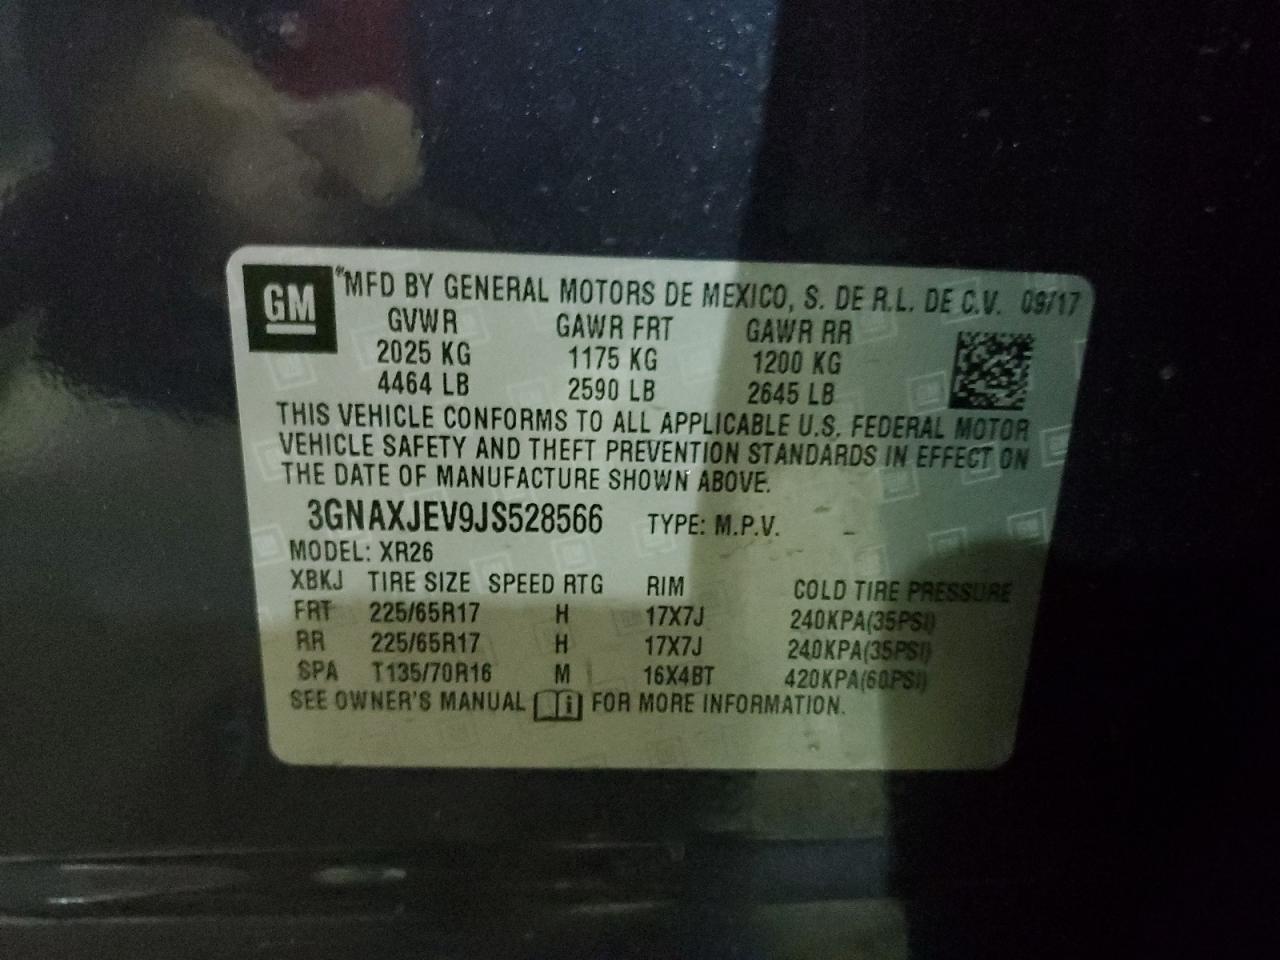 GM
®MFD BY GENERAL MOTORS DE MEXICO, S. DE R.L. DE C.V. 09/17
GVWR GAWR FRT GAWR RR
2025 KG 1175 KG 1200 KG
4464 LB 2590 LB 2645 LB
THIS VEHICLE CONFORMS TO ALL APPLICABLE U.S. FEDERAL MOTOR
VEHICLE SAFETY AND THEFT PREVENTION STANDARDS IN EFFECT ON
THE DATE OF MANUFACTURE SHOWN ABOVE.
3GNAXJEV9JS528566 TYPE: M.P.V.
MODEL: XR26
XBKJ TIRE SIZE SPEED RTG RIM COLD TIRE PRESSURE
FRT 225/65R17 H 17X7J 240KPA(35PSI)
RR 225/65R17 H 17X7J 240KPA(35PSI)
SPA T135/70R16 M 16X4BT 420KPA(60PSI)
SEE OWNER'S MANUAL FOR MORE INFORMATION.